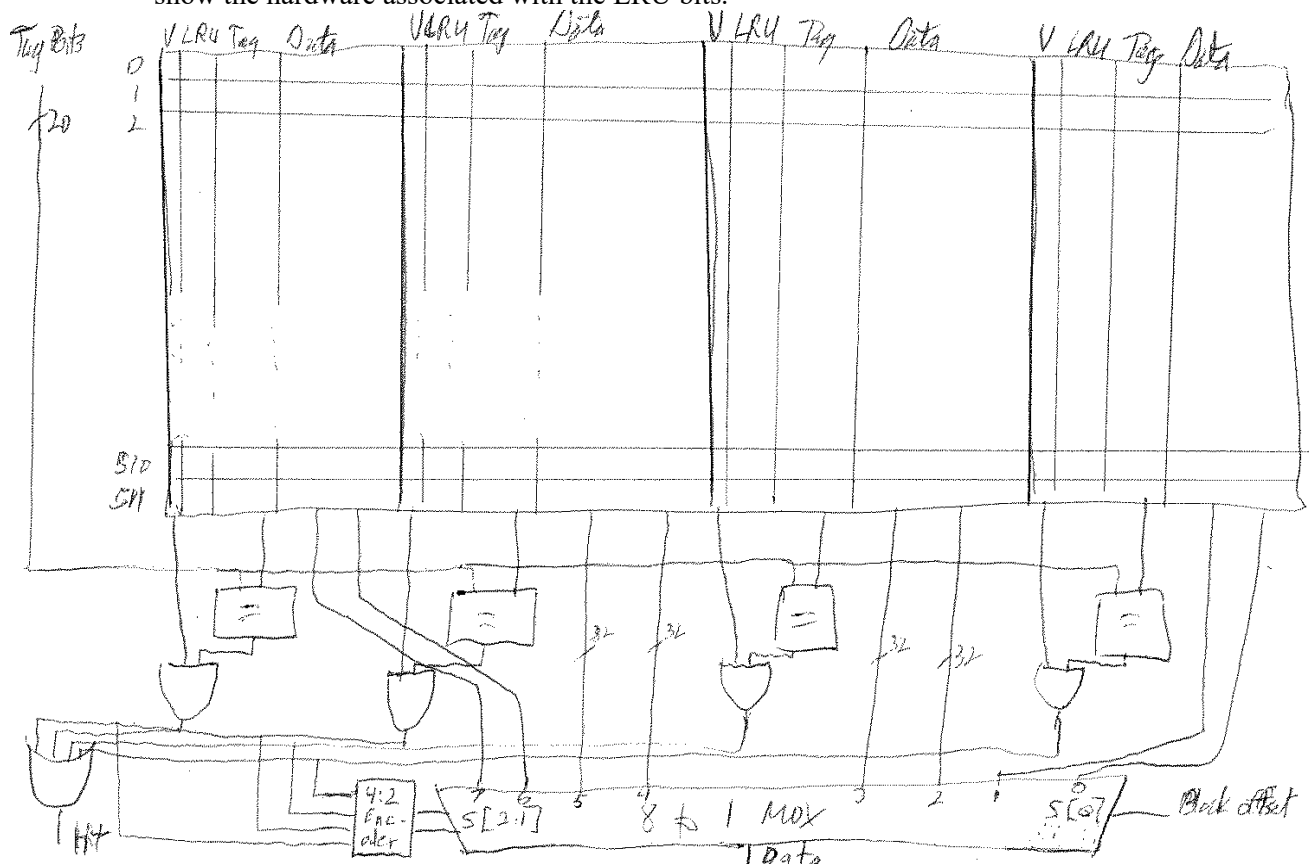 show the hardware associated with the LRU bits.
Tag Bits V LRU Tag Data V LRU Tag Data V LRU Tag Data V LRU Tag Data
0
1
20 2
510
511
= = = =
32 32 32 32
4:2 Enc-oder
7 6 5 4 3 2 1 0
S[2:1] 8 to 1 MUX S[0] Block offset
Hit
Data